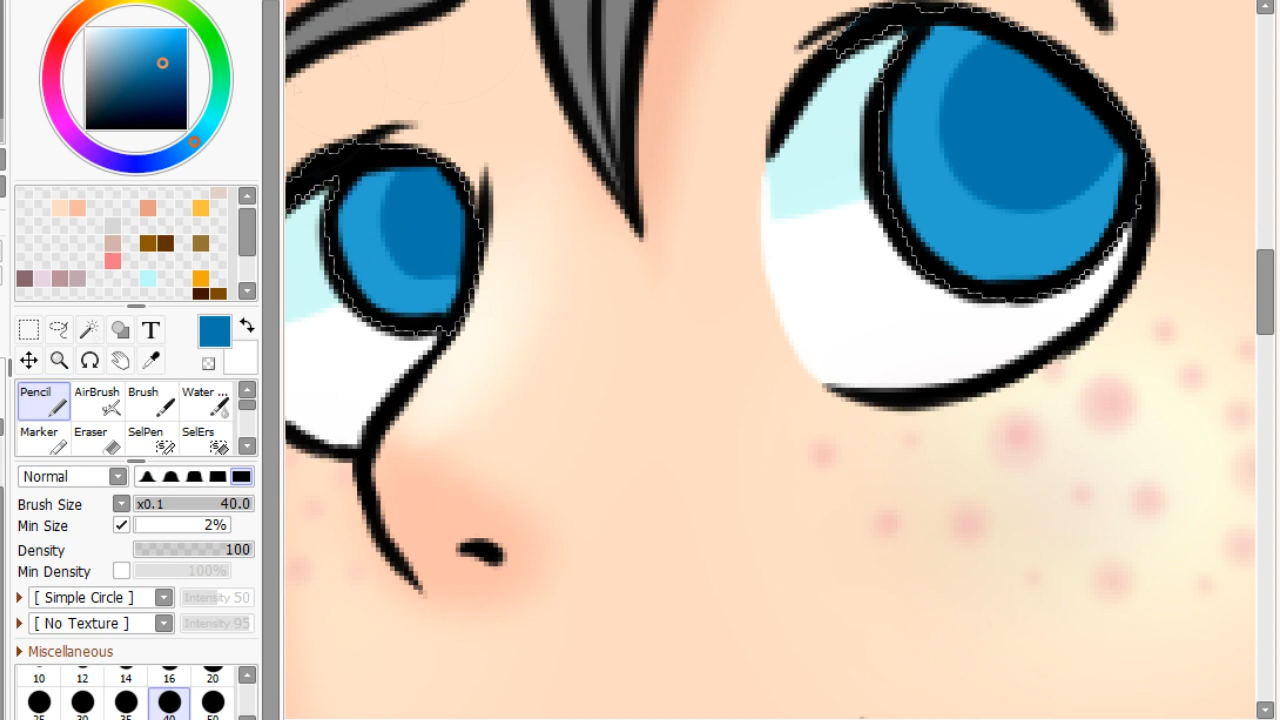 T
Pencil AirBrush Brush Water ...
Marker Eraser SelPen SelErs
Normal
Brush Size x0.1 40.0
Min Size 2%
Density 100
Min Density 100%
[ Simple Circle ] Intensity 50
[ No Texture ] Intensity 95
Miscellaneous
10 12 14 16 20
25 30 35 40 50